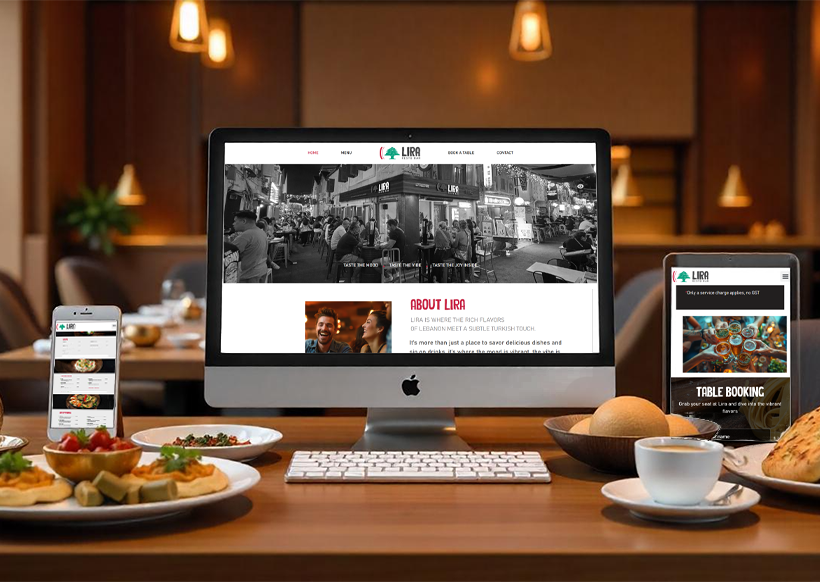 HOME
MENU
LIRA
BOOK A TABLE
CONTACT
LIRA
LIRA
TASTE THE MOOD
TASTE THE VIBE
TASTE THE JOY INSIDE
ABOUT LIRA
LIRA IS WHERE THE RICH FLAVORS
OF LEBANON MEET A SUBTLE TURKISH TOUCH.
It's more than just a place to savor delicious dishes and
sip on drinks, it's where the mood is vibrant, the vibe is
LIRA
LIRA
Only a service charge applies, no GST
TABLE BOOKING
Grab your seat at Lira and dive into the vibrant
flavors